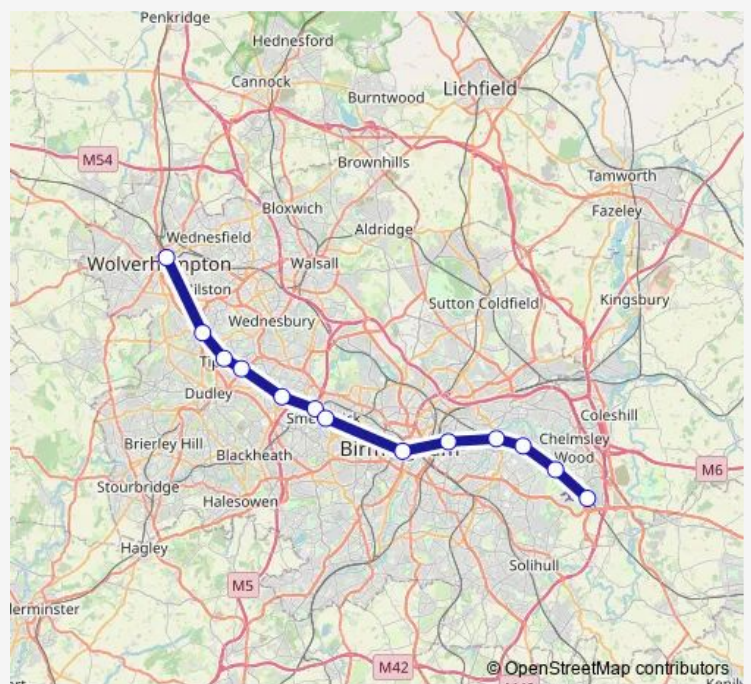 Penkridge
Hednesford
Cannock
Lichfield
Burntwood
M54
Brownhills
Tamworth
Fazeley
Bloxwich
Aldridge
Wednesfield
Walsall
Sutton Coldfield
Kingsbury
Wednesbury
Dudley
Coleshill
Chelmsley
Wood
Brierley Hill
Blackheath
M6
Stourbridge
Halesowen
Hagley
Solihull
M5
M42
© OpenStreetMap contributors